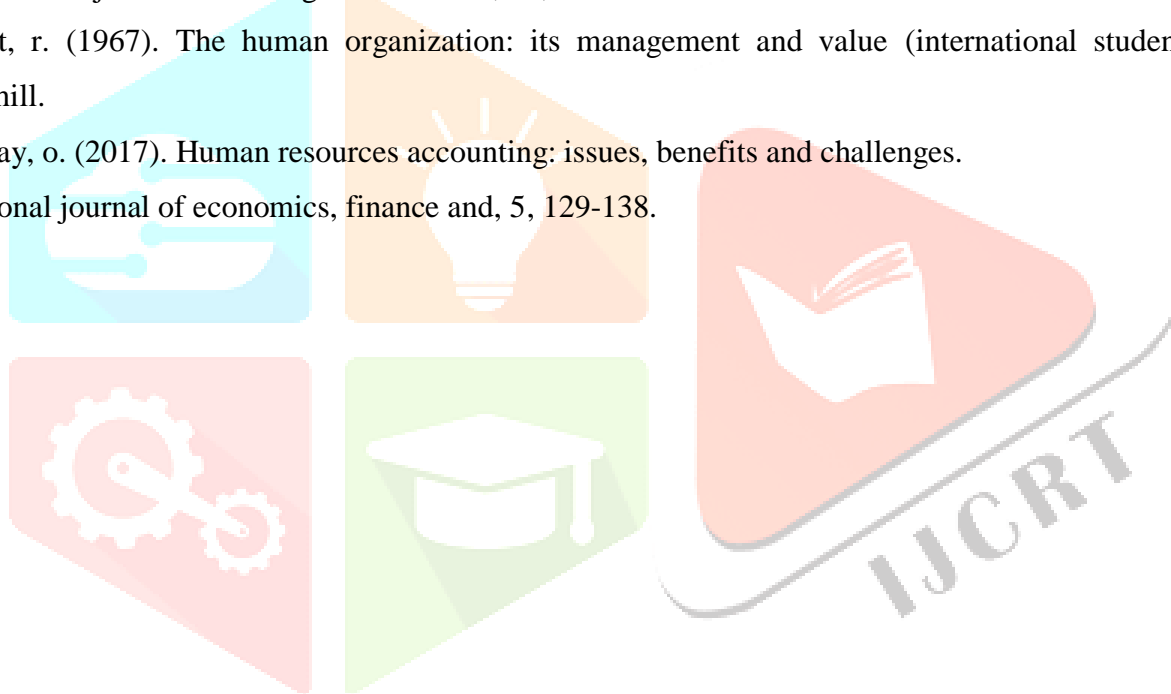 t, r. (1967). The human organization: its management and value (international studen
hill.
ay, o. (2017). Human resources accounting: issues, benefits and challenges.
onal journal of economics, finance and, 5, 129-138.
IJCRT